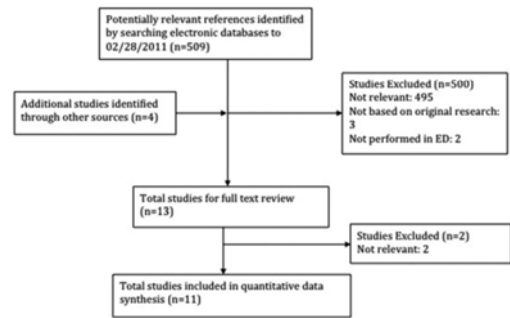 Potentially relevant references identified
by searching electronic databases to
02/28/2011 (n=509)
Additional studies identified
through other sources (n=4)
Studies Excluded (n=500)
Not relevant: 495
Not based on original research:
3
Not performed in ED: 2
Total studies for full text review
(n=13)
Studies Excluded (n=2)
Not relevant: 2
Total studies included in quantitative data
synthesis (n=11)